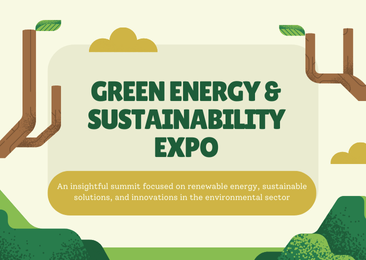 GREEN ENERGY &
SUSTAINABILITY
EXPO
An insightful summit focused on renewable energy, sustainable
solutions, and innovations in the environmental sector